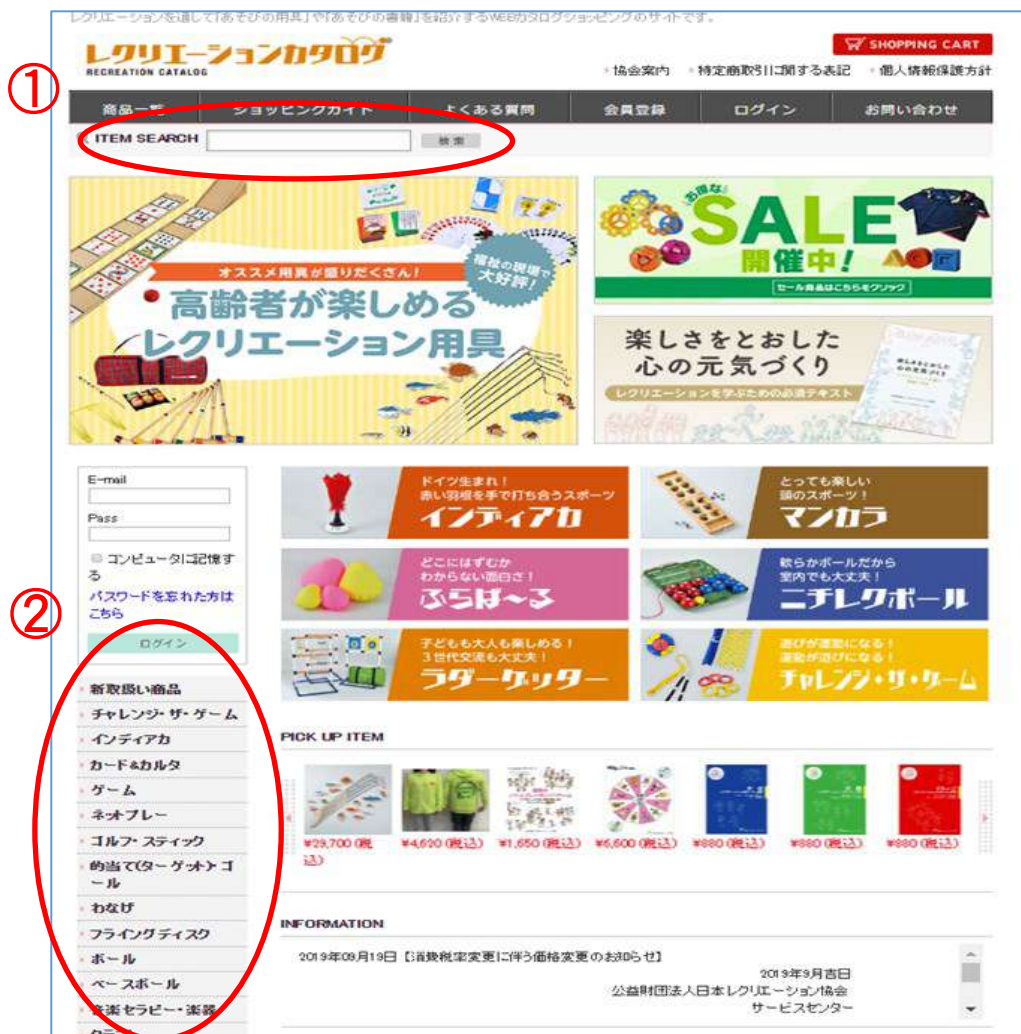 レクリエーションを通して「あそびの用具」や「あそびの書籍」を紹介するWEBカタログショッピングのサイトです。
レクリエーションカタログ
RECREATION CATALOG
SHOPPING CART
協会案内 特定商取引に関する表記 個人情報保護方針
①
商品一覧 ショッピングガイド よくある質問 会員登録 ログイン お問い合わせ
ITEM SEARCH 検索
オススメ用具が盛りだくさん!
福祉の現場で
大好評!
高齢者が楽しめる
レクリエーション用具
お得な
SALE
開催中!
セール商品はこちらをクリック
楽しさをとおした
心の元気づくり
レクリエーションを学ぶための必須テキスト
E-mail
Pass
コンピュータに記憶す
る
パスワードを忘れた方は
こちら
ログイン
ドイツ生まれ!
赤い羽根を手で打ち合うスポーツ
インディアカ
とっても楽しい
頭のスポーツ!
マンカラ
どこにはずむか
わからない面白さ!
ふらば〜る
軟らかボールだから
室内でも大丈夫!
ニチレクボール
子どもも大人も楽しめる!
3世代交流も大丈夫!
ラダーゲッター
遊びが運動になる!
運動が遊びになる!
チャレンジ・ザ・ゲーム
②
新取扱い商品
チャレンジ・ザ・ゲーム
インディアカ
カード&カルタ
ゲーム
ネオトプレー
ゴルフ・スティック
的当て(ターゲット)・ゴ
ール
わなげ
フライングディスク
ボール
ベースボール
音楽セラピー・楽器
PICK UP ITEM
¥29,700 (税
込)
¥4,620 (税込)
¥1,650 (税込)
¥6,600 (税込)
¥880 (税込)
¥880 (税込)
¥880 (税込)
INFORMATION
2019年09月19日【消費税率変更に伴う価格変更のお知らせ】
2019年9月吉日
公益財団法人日本レクリエーション協会
サービスセンター